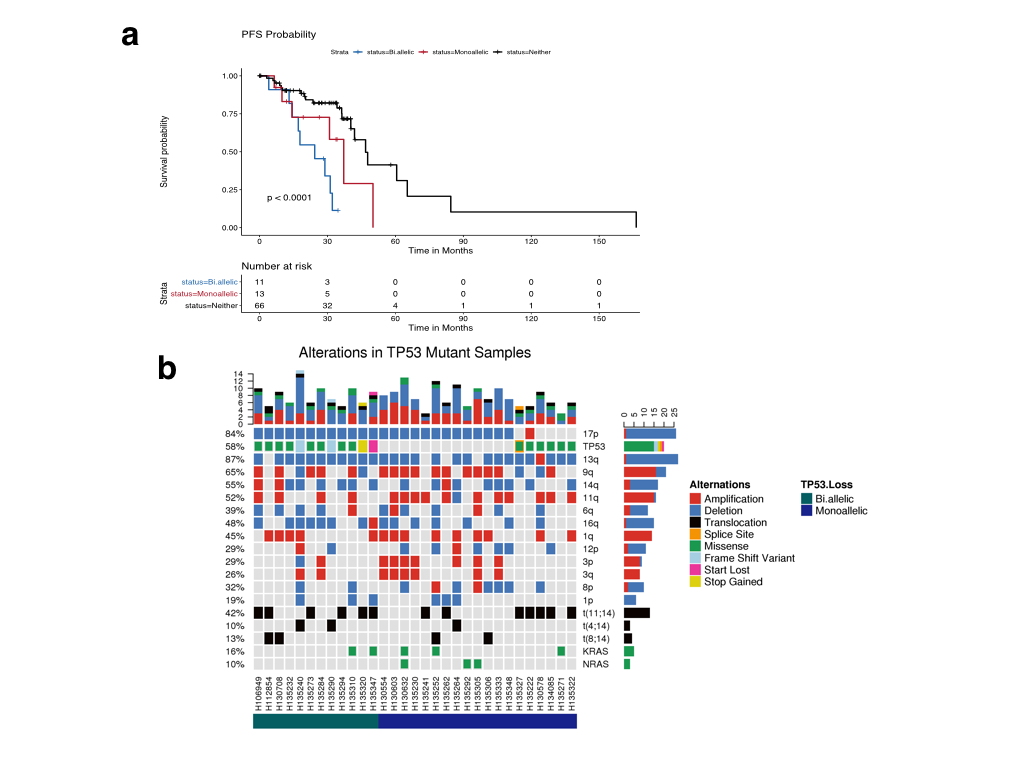 a
PFS Probability
Strata status=Bi.allelic status=Monoallelic status=Neither
Survival probability
1.00
0.75
0.50
0.25
0.00
p < 0.0001
0 30 60 90 120 150
Time in Months
Number at risk
Strata
status=Bi.allelic 11 3 0 0 0 0
status=Monoallelic 13 5 0 0 0 0
status=Neither 66 32 4 1 1 1
0 30 60 90 120 150
Time in Months
b
Alterations in TP53 Mutant Samples
14
12
10
8
6
4
2
0
0 5 10 15 20 25
84% 17p
58% TP53
87% 13q
65% 9q
55% 14q
52% 11q
39% 6q
48% 16q
45% 1q
29% 12p
29% 3p
26% 3q
32% 8p
19% 1p
42% t(11;14)
10% t(4;14)
13% t(8;14)
16% KRAS
10% NRAS
H106949 H112854 H130708 H135232 H135240 H135273 H135284 H135290 H135294 H135310 H135320 H135347 H130554 H130603 H130632 H135230 H135241 H135252 H135262 H135264 H135292 H135305 H135306 H135333 H135348 H135327 H135222 H130578 H134085 H135271 H135322
Alternations
Amplification
Deletion
Translocation
Splice Site
Missense
Frame Shift Variant
Start Lost
Stop Gained
TP53.Loss
Bi.allelic
Monoallelic